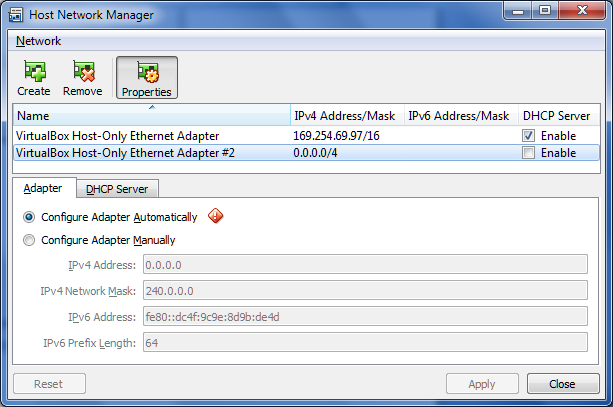 Host Network Manager
Network
Create Remove Properties
Name IPv4 Address/Mask IPv6 Address/Mask DHCP Server
VirtualBox Host-Only Ethernet Adapter 169.254.69.97/16 Enable
VirtualBox Host-Only Ethernet Adapter #2 0.0.0.0/4 Enable
Adapter DHCP Server
Configure Adapter Automatically
Configure Adapter Manually
IPv4 Address: 0.0.0.0
IPv4 Network Mask: 240.0.0.0
IPv6 Address: fe80::dc4f:9c9e:8d9b:de4d
IPv6 Prefix Length: 64
Reset Apply Close